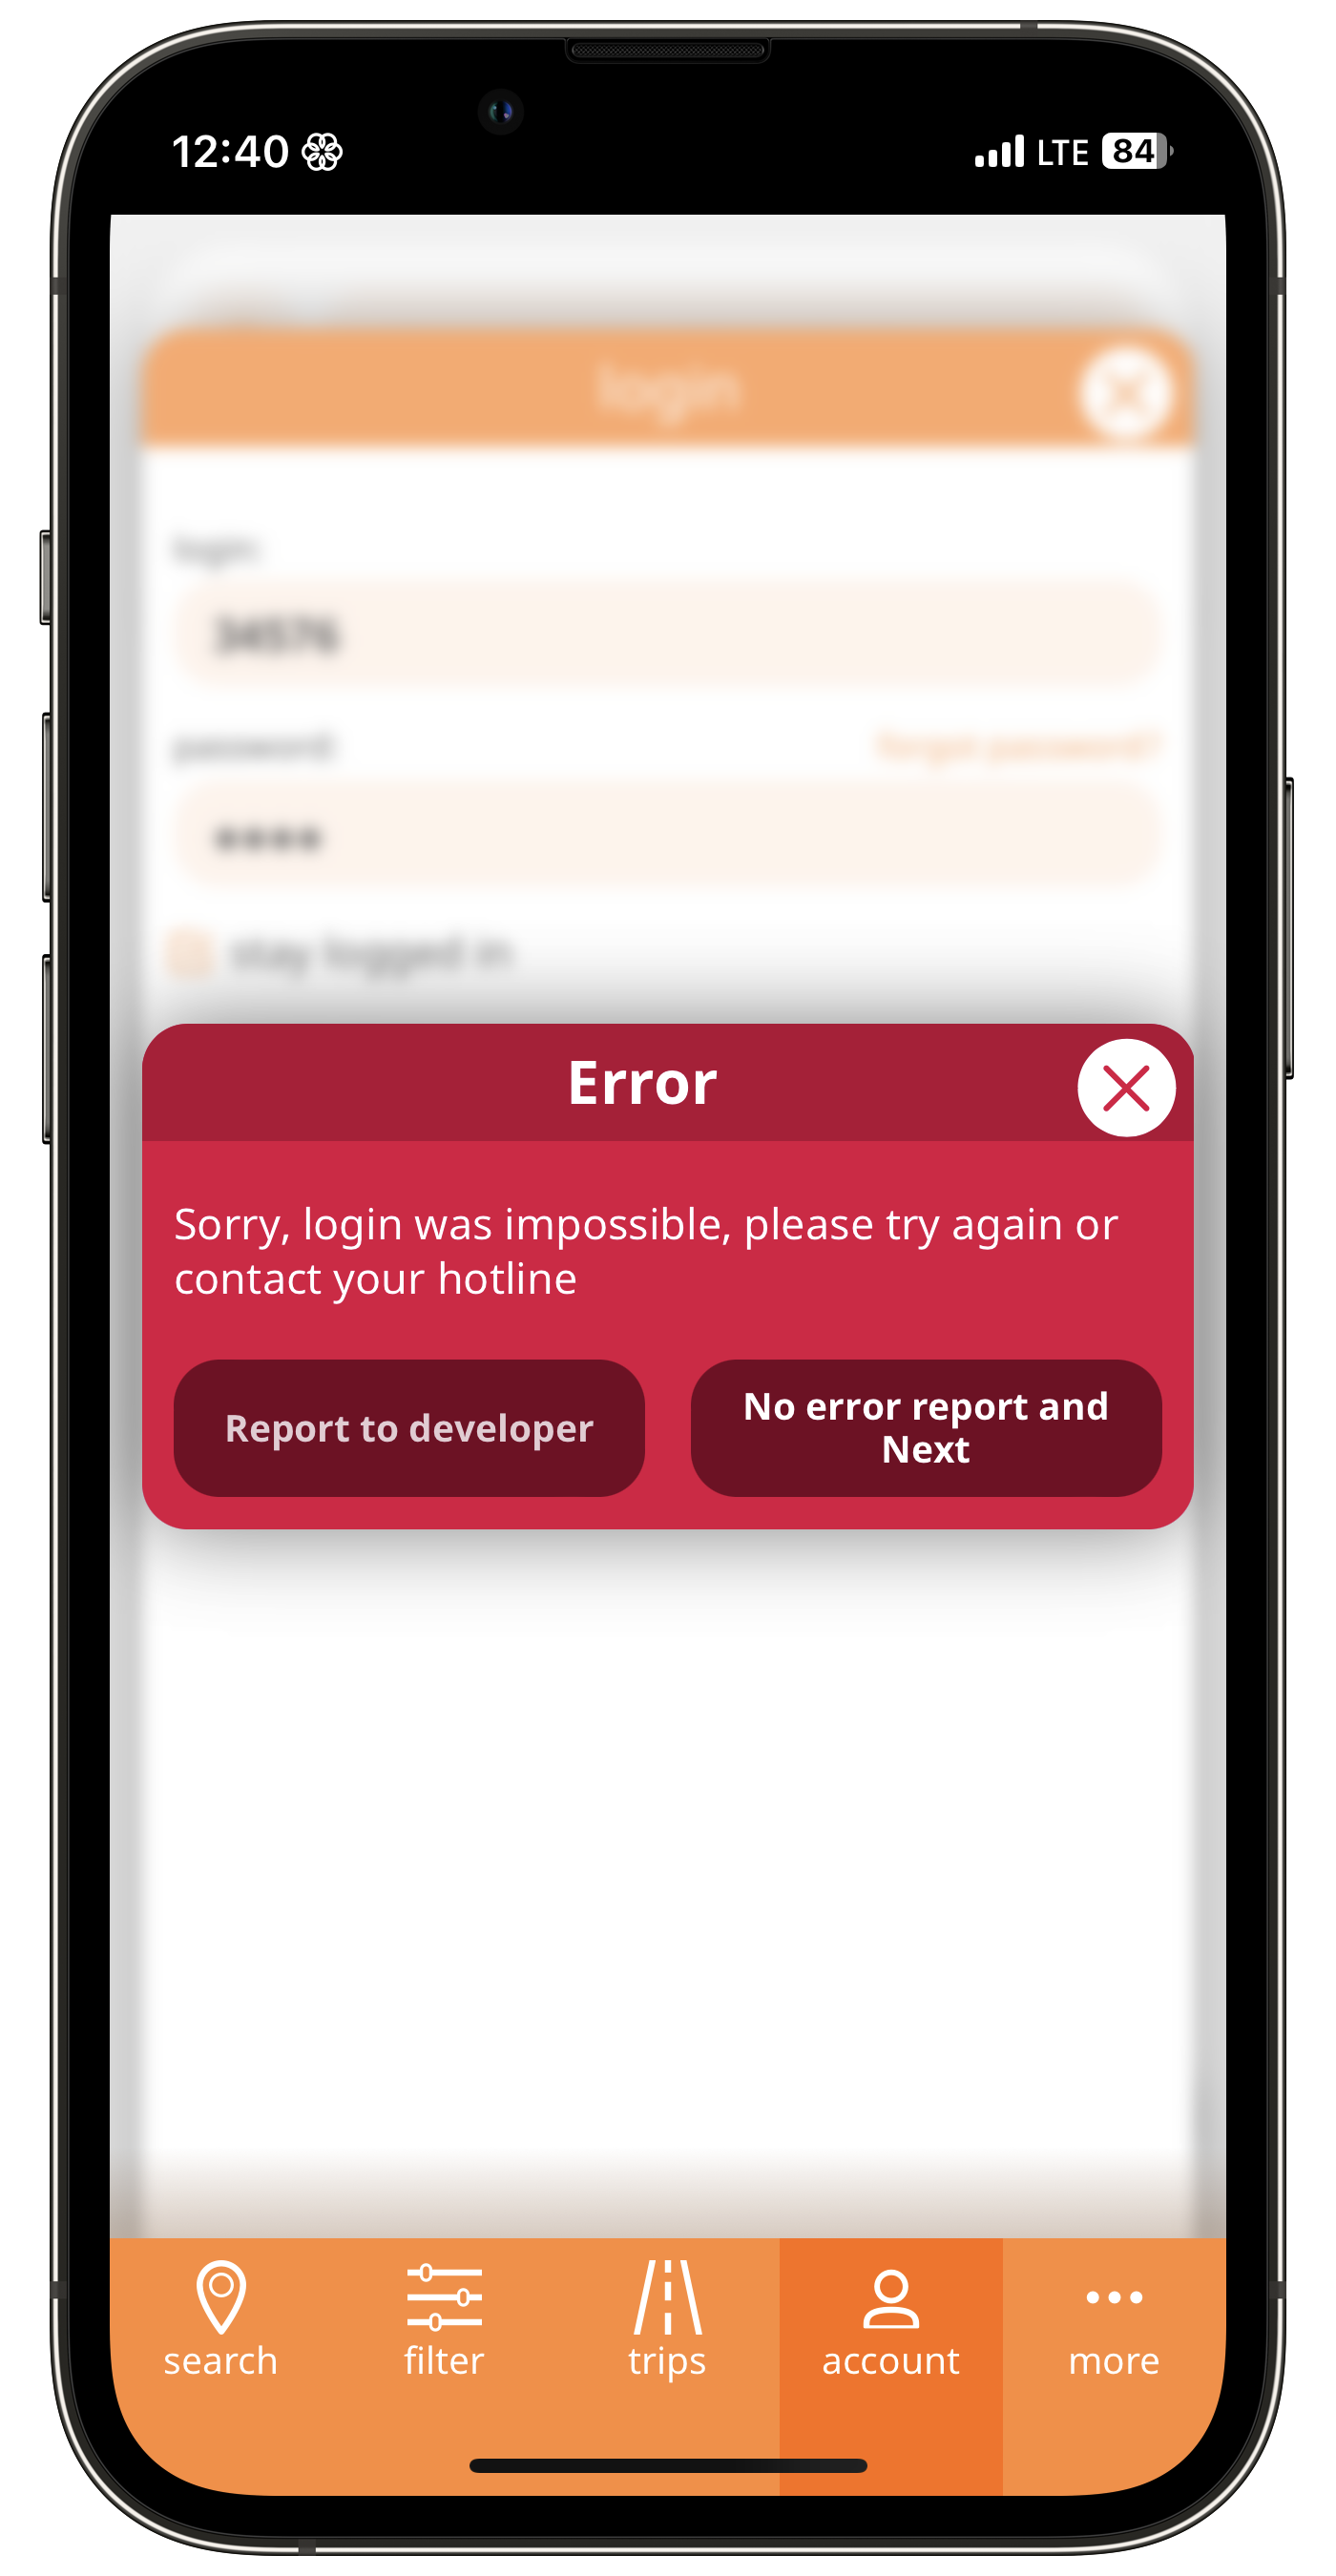 12:40
LTE 84
login
login:
34576
password:
forgot password?
stay logged in
Error
Sorry, login was impossible, please try again or
contact your hotline
Report to developer
No error report and
Next
search
filter
trips
account
more